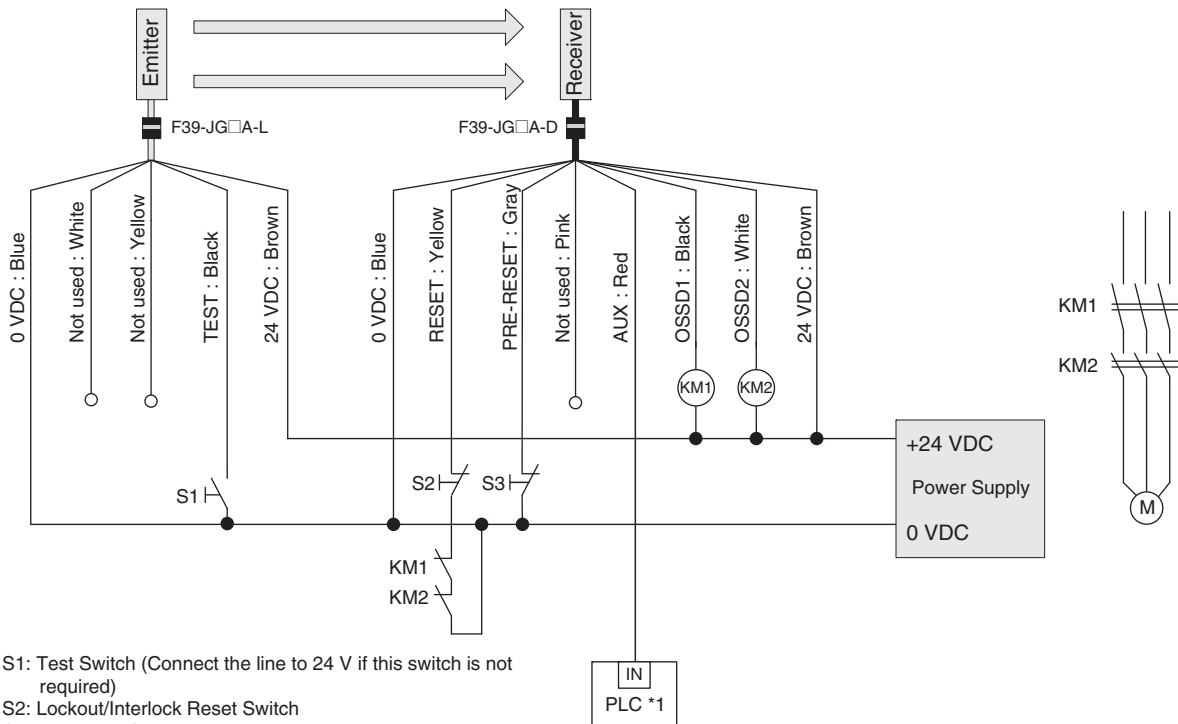 Emitter
Receiver
F39-JG□A-L
F39-JG□A-D
0 VDC : Blue
Not used : White
Not used : Yellow
TEST : Black
24 VDC : Brown
0 VDC : Blue
RESET : Yellow
PRE-RESET : Gray
Not used : Pink
AUX : Red
OSSD1 : Black
OSSD2 : White
24 VDC : Brown
KM1
KM2
KM1
KM2
M
+24 VDC
Power Supply
0 VDC
S1
S2
S3
KM1
KM2
IN
PLC *1
S1: Test Switch (Connect the line to 24 V if this switch is not
required)
S2: Lockout/Interlock Reset Switch